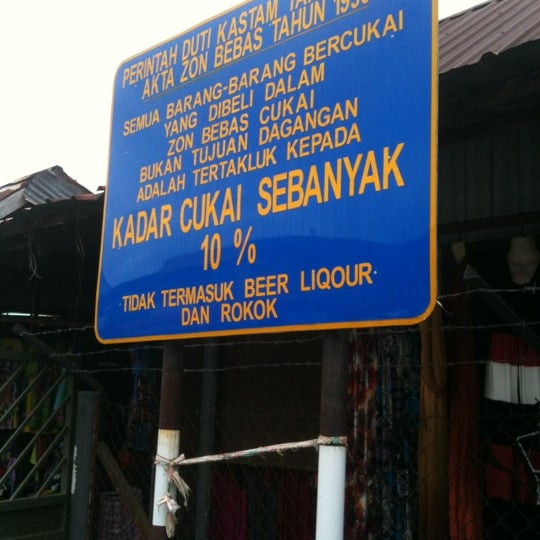 PERINTAH DUTI KASTAM
AKTA ZON BEBAS TAHUN 1990
SEMUA BARANG-BARANG BERCUKAI
YANG DIBELI DALAM
ZON BEBAS CUKAI
BUKAN TUJUAN DAGANGAN
ADALAH TERTAKLUK KEPADA
KADAR CUKAI SEBANYAK
10 %
TIDAK TERMASUK BEER LIQOUR
DAN ROKOK